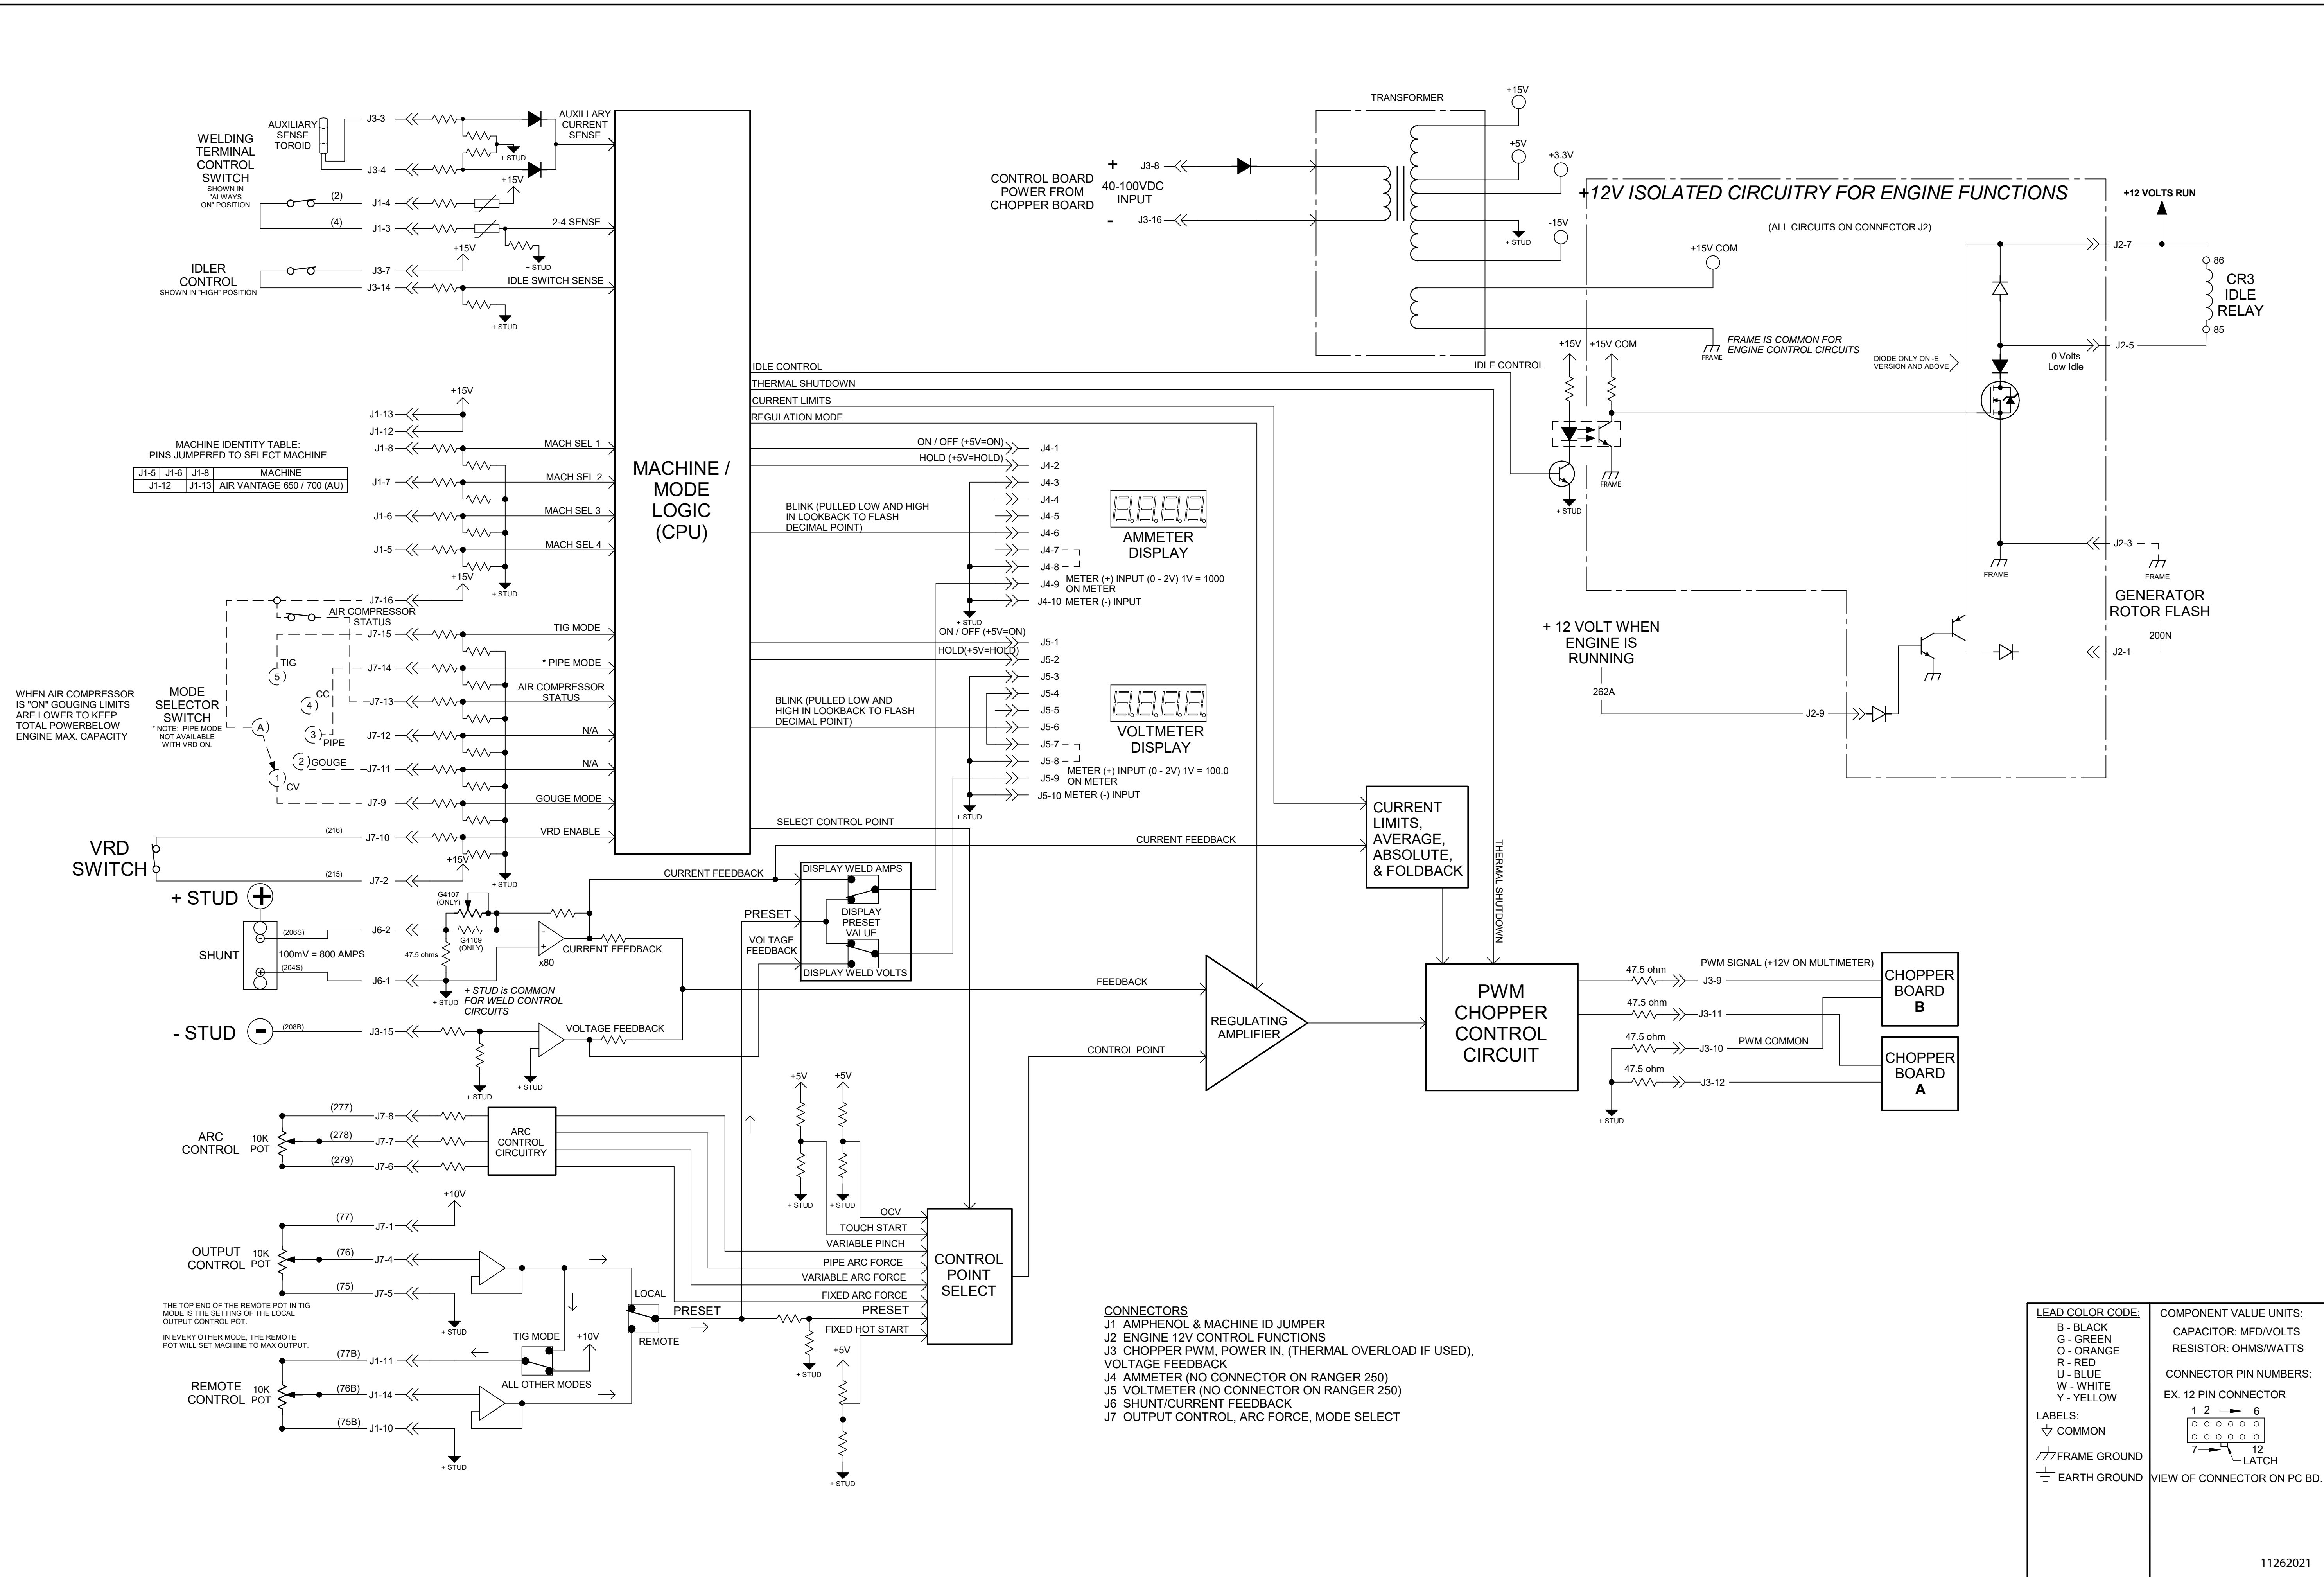 AUXILIARY
SENSE
TOROID
WELDING
TERMINAL
CONTROL
SWITCH
SHOWN IN
"ALWAYS
ON" POSITION
J3-3
J3-4
(2)
J1-4
(4)
J1-3
+15V
+ STUD
AUXILLARY
CURRENT
SENSE
2-4 SENSE
+ STUD
IDLER
CONTROL
SHOWN IN "HIGH" POSITION
J3-7
J3-14
+15V
IDLE SWITCH SENSE
+ STUD
+15V
J1-13
J1-12
J1-8
MACH SEL 1
J1-7
MACH SEL 2
J1-6
MACH SEL 3
J1-5
MACH SEL 4
+ STUD
MACHINE IDENTITY TABLE:
PINS JUMPERED TO SELECT MACHINE
J1-5 J1-6 J1-8 MACHINE
J1-12 J1-13 AIR VANTAGE 650 / 700 (AU)
+15V
J7-16
AIR COMPRESSOR
STATUS
J7-15
TIG MODE
J7-14
* PIPE MODE
J7-13
AIR COMPRESSOR
STATUS
J7-12
N/A
J7-11
N/A
J7-9
GOUGE MODE
J7-10
VRD ENABLE
(216)
(215)
J7-2
+15V
+ STUD
WHEN AIR COMPRESSOR
IS "ON" GOUGING LIMITS
ARE LOWER TO KEEP
TOTAL POWERBELOW
ENGINE MAX. CAPACITY
MODE
SELECTOR
SWITCH
* NOTE: PIPE MODE
NOT AVAILABLE
WITH VRD ON.
TIG
5
CC
4
A
3
PIPE
2
GOUGE
1
CV
VRD
SWITCH
MACHINE /
MODE
LOGIC
(CPU)
IDLE CONTROL
THERMAL SHUTDOWN
CURRENT LIMITS
REGULATION MODE
ON / OFF (+5V=ON)
J4-1
HOLD (+5V=HOLD)
J4-2
J4-3
J4-4
J4-5
BLINK (PULLED LOW AND HIGH
IN LOOKBACK TO FLASH
DECIMAL POINT)
J4-6
J4-7
J4-8
J4-9
METER (+) INPUT (0 - 2V) 1V = 1000
ON METER
J4-10 METER (-) INPUT
+ STUD
AMMETER
DISPLAY
ON / OFF (+5V=ON)
J5-1
HOLD(+5V=HOLD)
J5-2
J5-3
J5-4
J5-5
BLINK (PULLED LOW AND
HIGH IN LOOKBACK TO FLASH
DECIMAL POINT)
J5-6
J5-7
J5-8
J5-9
METER (+) INPUT (0 - 2V) 1V = 100.0
ON METER
J5-10 METER (-) INPUT
+ STUD
VOLTMETER
DISPLAY
SELECT CONTROL POINT
CONTROL BOARD
POWER FROM
CHOPPER BOARD
+
J3-8
40-100VDC
INPUT
-
J3-16
TRANSFORMER
+15V
+5V
+3.3V
+ STUD
-15V
+15V COM
FRAME
FRAME IS COMMON FOR
ENGINE CONTROL CIRCUITS
+12V ISOLATED CIRCUITRY FOR ENGINE FUNCTIONS
(ALL CIRCUITS ON CONNECTOR J2)
+12 VOLTS RUN
J2-7
86
CR3
IDLE
RELAY
85
J2-5
0 Volts
Low Idle
DIODE ONLY ON -E
VERSION AND ABOVE
IDLE CONTROL
+15V
+15V COM
FRAME
+ STUD
FRAME
J2-3
FRAME
GENERATOR
ROTOR FLASH
200N
J2-1
+ 12 VOLT WHEN
ENGINE IS
RUNNING
262A
J2-9
+ STUD
SHUNT
(206S)
J6-2
100mV = 800 AMPS
(204S)
J6-1
G4107
(ONLY)
G4109
(ONLY)
47.5 ohms
+ STUD
-
+
x80
CURRENT FEEDBACK
+ STUD is COMMON
FOR WELD CONTROL
CIRCUITS
- STUD
(208B)
J3-15
VOLTAGE FEEDBACK
+ STUD
+ STUD
CURRENT FEEDBACK
PRESET
VOLTAGE
FEEDBACK
DISPLAY WELD AMPS
DISPLAY
PRESET
VALUE
DISPLAY WELD VOLTS
CURRENT FEEDBACK
CURRENT
LIMITS,
AVERAGE,
ABSOLUTE,
& FOLDBACK
THERMAL SHUTDOWN
FEEDBACK
CONTROL POINT
REGULATING
AMPLIFIER
PWM
CHOPPER
CONTROL
CIRCUIT
47.5 ohm
J3-9
PWM SIGNAL (+12V ON MULTIMETER)
47.5 ohm
J3-11
47.5 ohm
J3-10
PWM COMMON
47.5 ohm
J3-12
+ STUD
CHOPPER
BOARD
B
CHOPPER
BOARD
A
ARC
CONTROL
10K
POT
(277)
J7-8
(278)
J7-7
(279)
J7-6
ARC
CONTROL
CIRCUITRY
+5V
+5V
+ STUD
+ STUD
OUTPUT
CONTROL
10K
POT
(77)
J7-1
+10V
(76)
J7-4
(75)
J7-5
+ STUD
THE TOP END OF THE REMOTE POT IN TIG
MODE IS THE SETTING OF THE LOCAL
OUTPUT CONTROL POT.
IN EVERY OTHER MODE, THE REMOTE
POT WILL SET MACHINE TO MAX OUTPUT.
REMOTE
CONTROL
10K
POT
(77B)
J1-11
(76B)
J1-14
(75B)
J1-10
+ STUD
TIG MODE
+10V
ALL OTHER MODES
LOCAL
REMOTE
PRESET
OCV
TOUCH START
VARIABLE PINCH
PIPE ARC FORCE
VARIABLE ARC FORCE
FIXED ARC FORCE
PRESET
FIXED HOT START
+ STUD
+5V
+ STUD
CONTROL
POINT
SELECT
CONNECTORS
J1 AMPHENOL & MACHINE ID JUMPER
J2 ENGINE 12V CONTROL FUNCTIONS
J3 CHOPPER PWM, POWER IN, (THERMAL OVERLOAD IF USED),
VOLTAGE FEEDBACK
J4 AMMETER (NO CONNECTOR ON RANGER 250)
J5 VOLTMETER (NO CONNECTOR ON RANGER 250)
J6 SHUNT/CURRENT FEEDBACK
J7 OUTPUT CONTROL, ARC FORCE, MODE SELECT
LEAD COLOR CODE:
B - BLACK
G - GREEN
O - ORANGE
R - RED
U - BLUE
W - WHITE
Y - YELLOW
LABELS:
COMMON
FRAME GROUND
EARTH GROUND
COMPONENT VALUE UNITS:
CAPACITOR: MFD/VOLTS
RESISTOR: OHMS/WATTS
CONNECTOR PIN NUMBERS:
EX. 12 PIN CONNECTOR
1 2 6
7 12
LATCH
VIEW OF CONNECTOR ON PC BD.
11262021